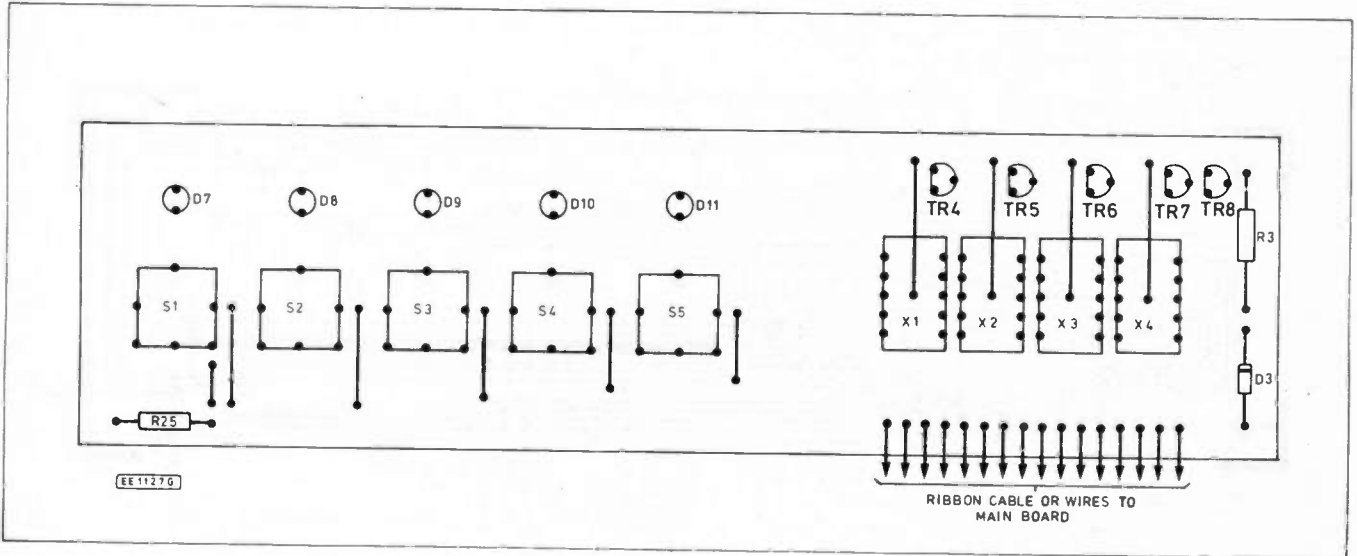 D7
D8
D9
D10
D11
TR4
TR5
TR6
TR7
TR8
R3
S1
S2
S3
S4
S5
X1
X2
X3
X4
D3
R25
EE1127G
RIBBON CABLE OR WIRES TO
MAIN BOARD